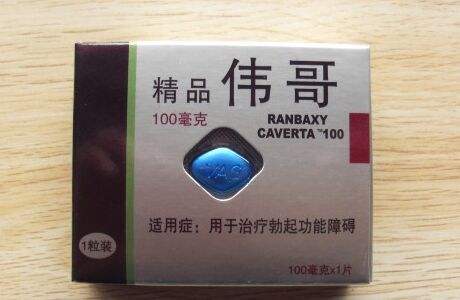 精品 伟哥
100毫克
RANBAXY
CAVERTA™100
适用症：用于治疗勃起功能障碍
1粒装
100毫克x1片